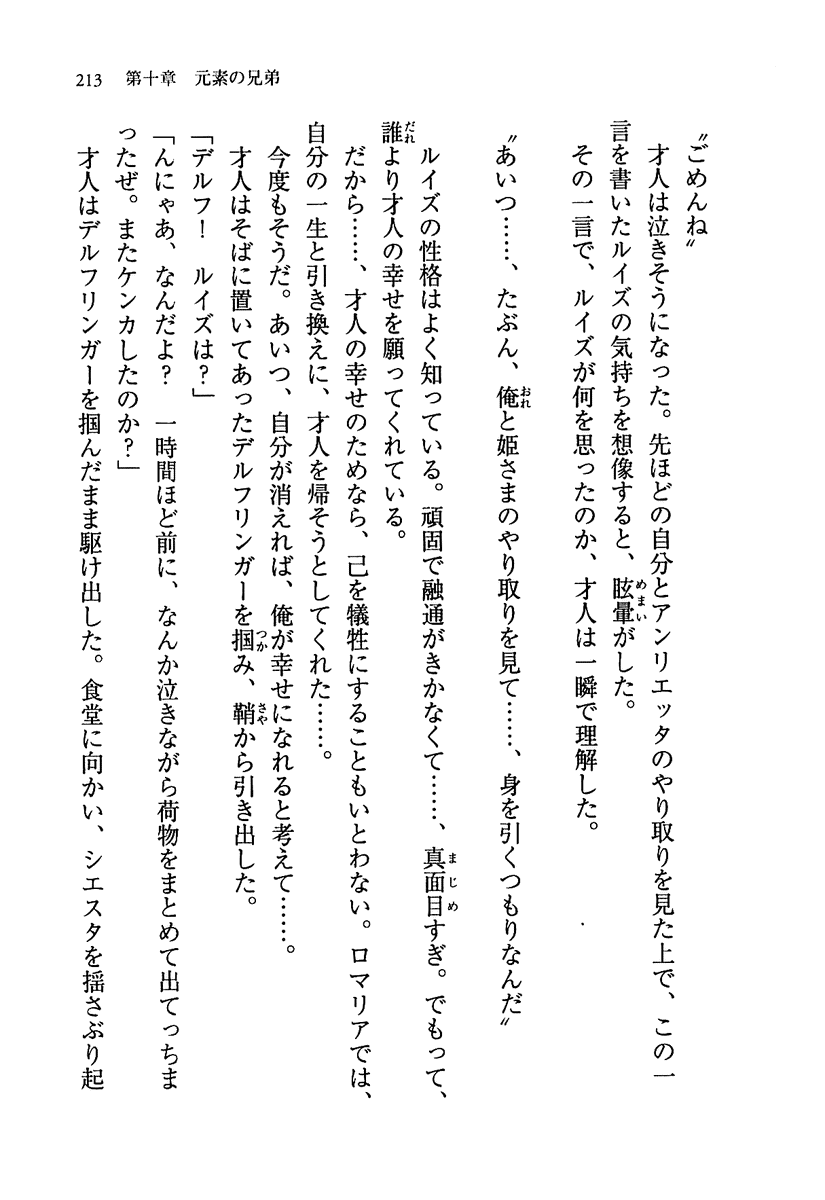 213　第十章　元素の兄弟
〝ごめんね〟
　才人は泣きそうになった。先ほどの自分とアンリエッタのやり取りを見た上で、この一
言を書いたルイズの気持ちを想像すると、眩暈がした。
　その一言で、ルイズが何を思ったのか、才人は一瞬で理解した。
〝あいつ……、たぶん、俺と姫さまのやり取りを見て……、身を引くつもりなんだ〟
　ルイズの性格はよく知っている。頑固で融通がきかなくて……、真面目すぎ。でもって、
誰より才人の幸せを願ってくれている。
　だから……、才人の幸せのためなら、己を犠牲にすることもいとわない。ロマリアでは、
自分の一生と引き換えに、才人を帰そうとしてくれた……。
　今度もそうだ。あいつ、自分が消えれば、俺が幸せになれると考えて……。
　才人はそばに置いてあったデルフリンガーを掴み、鞘から引き出した。
「デルフ！　ルイズは？」
「んにゃあ、なんだよ？　一時間ほど前に、なんか泣きながら荷物をまとめて出てっちま
ったぜ。またケンカしたのか？」
　才人はデルフリンガーを掴んだまま駆け出した。食堂に向かい、シエスタを揺さぶり起